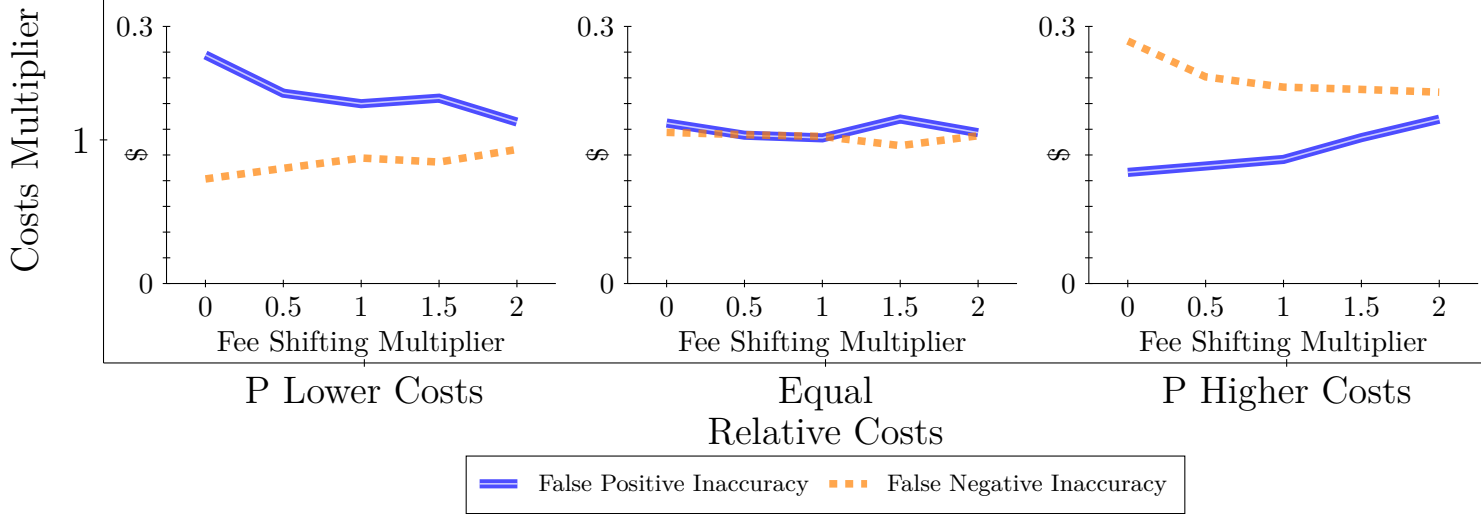 Costs Multiplier
1
0.3 0.3 0.3
$ $ $
0 0 0
0 0.5 1 1.5 2 0 0.5 1 1.5 2 0 0.5 1 1.5 2
Fee Shifting Multiplier Fee Shifting Multiplier Fee Shifting Multiplier
P Lower Costs Equal P Higher Costs
Relative Costs
False Positive Inaccuracy False Negative Inaccuracy